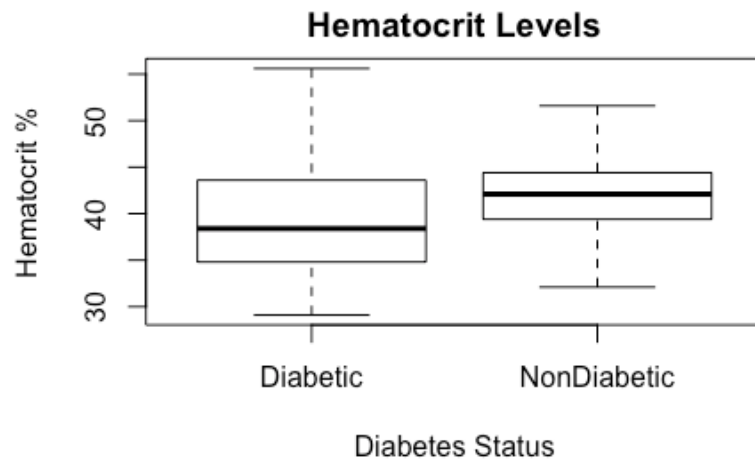 Hematocrit Levels
Hematocrit %
50
40
30
Diabetic NonDiabetic
Diabetes Status